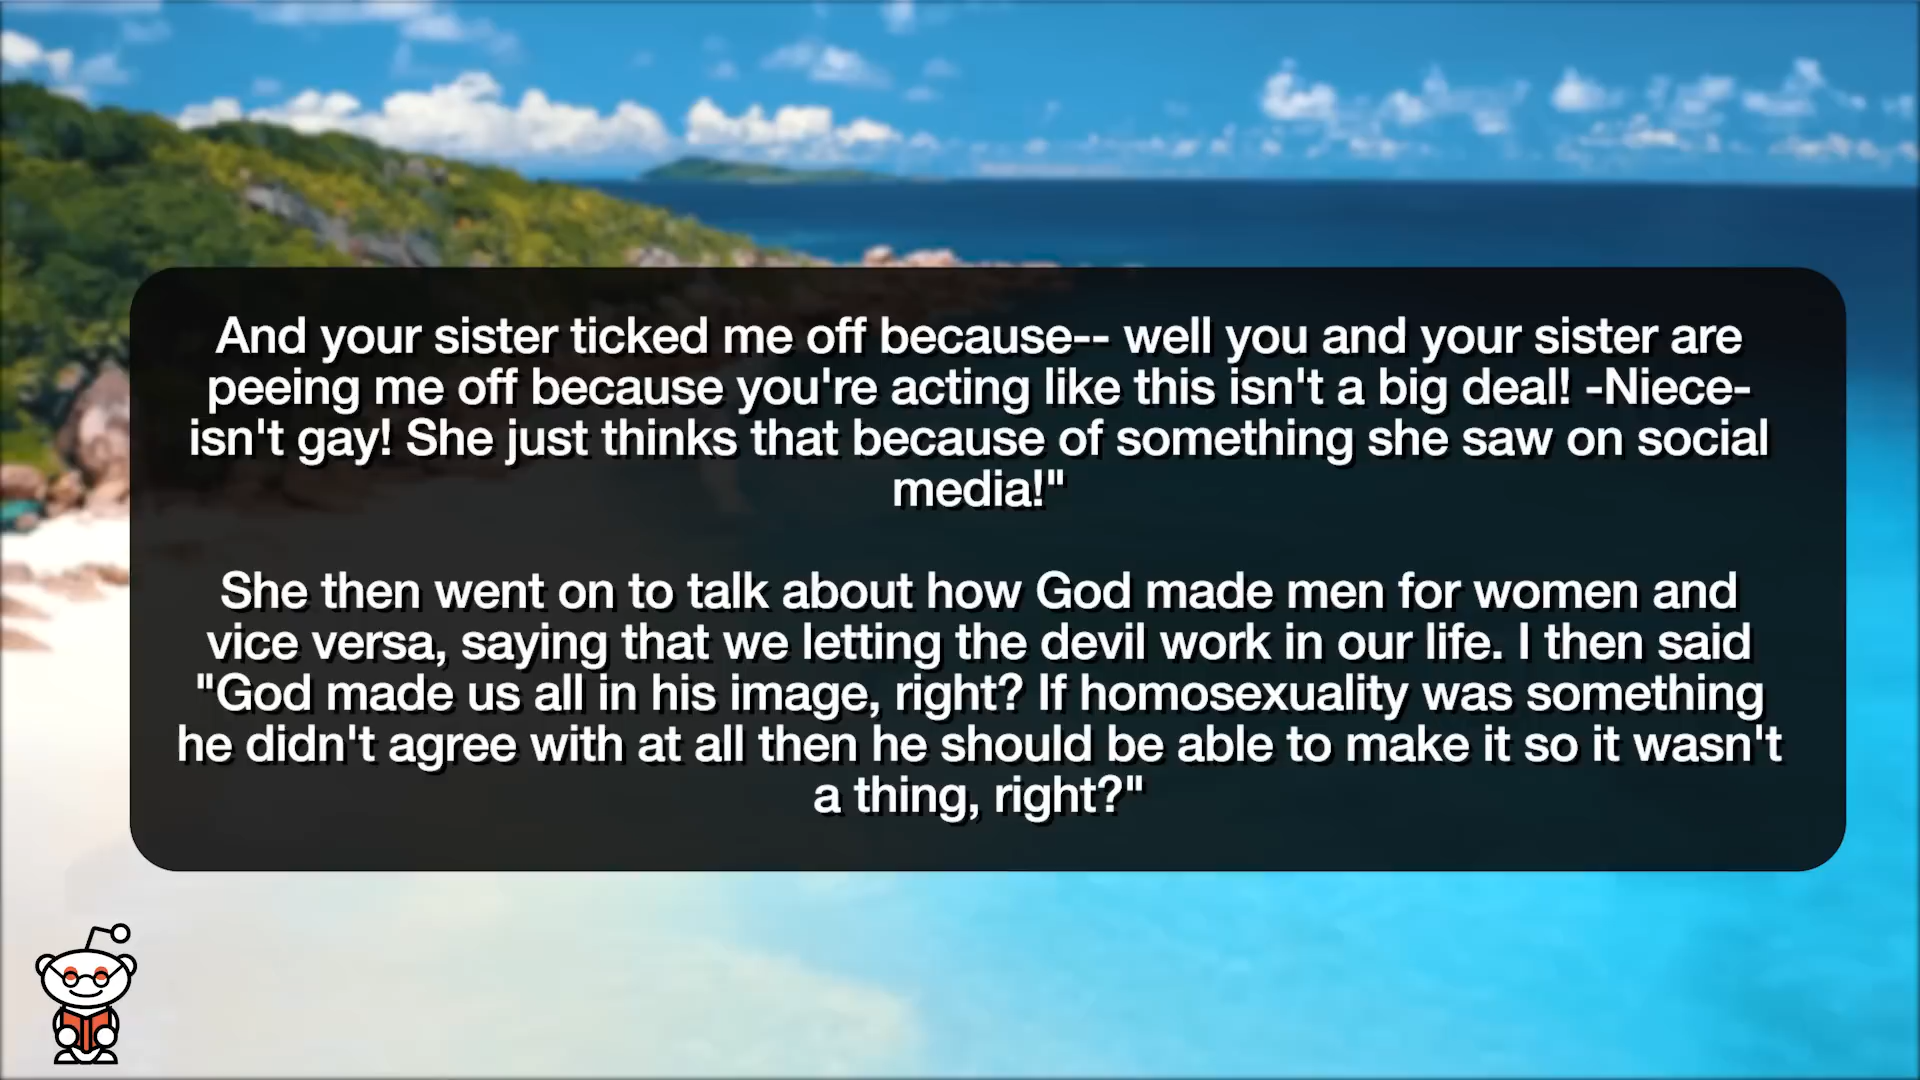 And your sister ticked me off because-- well you and your sister are
peeing me off because you're acting like this isn't a big deal! -Niece-
isn't gay! She just thinks that because of something she saw on social
media!"
She then went on to talk about how God made men for women and
vice versa, saying that we letting the devil work in our life. I then said
"God made us all in his image, right? If homosexuality was something
he didn't agree with at all then he should be able to make it so it wasn't
a thing, right?"